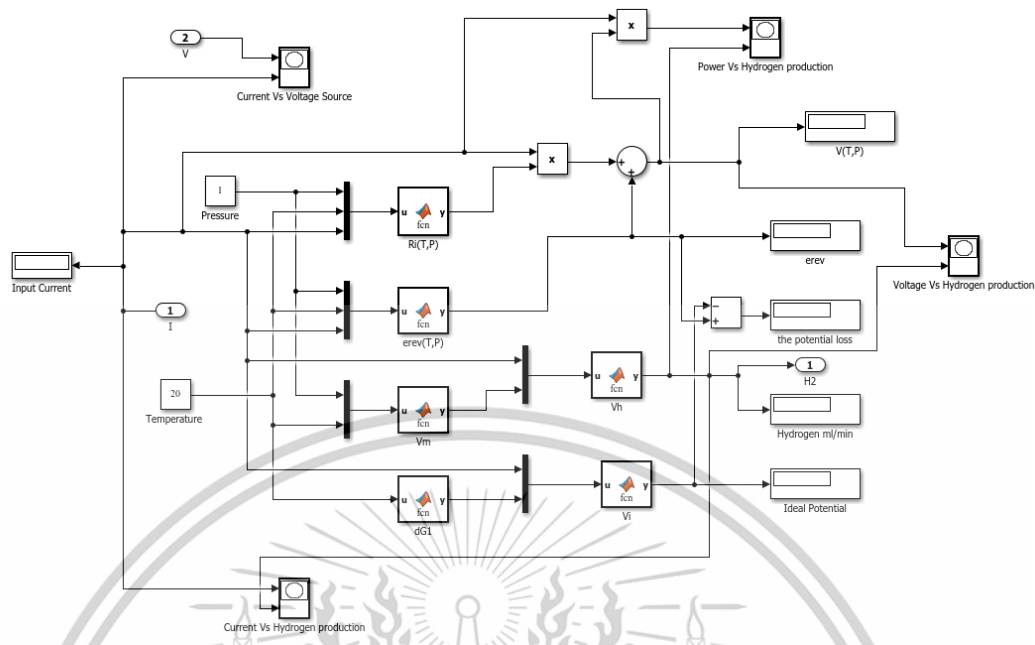 2
V
Current Vs Voltage Source
x
Power Vs Hydrogen production
x
+
+
V(T,P)
1
Pressure
u
fcn
y
Ri(T,P)
erev
Voltage Vs Hydrogen production
Input Current
1
I
u
fcn
y
erev(T,P)
−
+
the potential loss
20
Temperature
u
fcn
y
Vm
u
fcn
y
Vh
1
H2
Hydrogen ml/min
u
fcn
y
dG1
u
fcn
y
Vi
Ideal Potential
Current Vs Hydrogen production